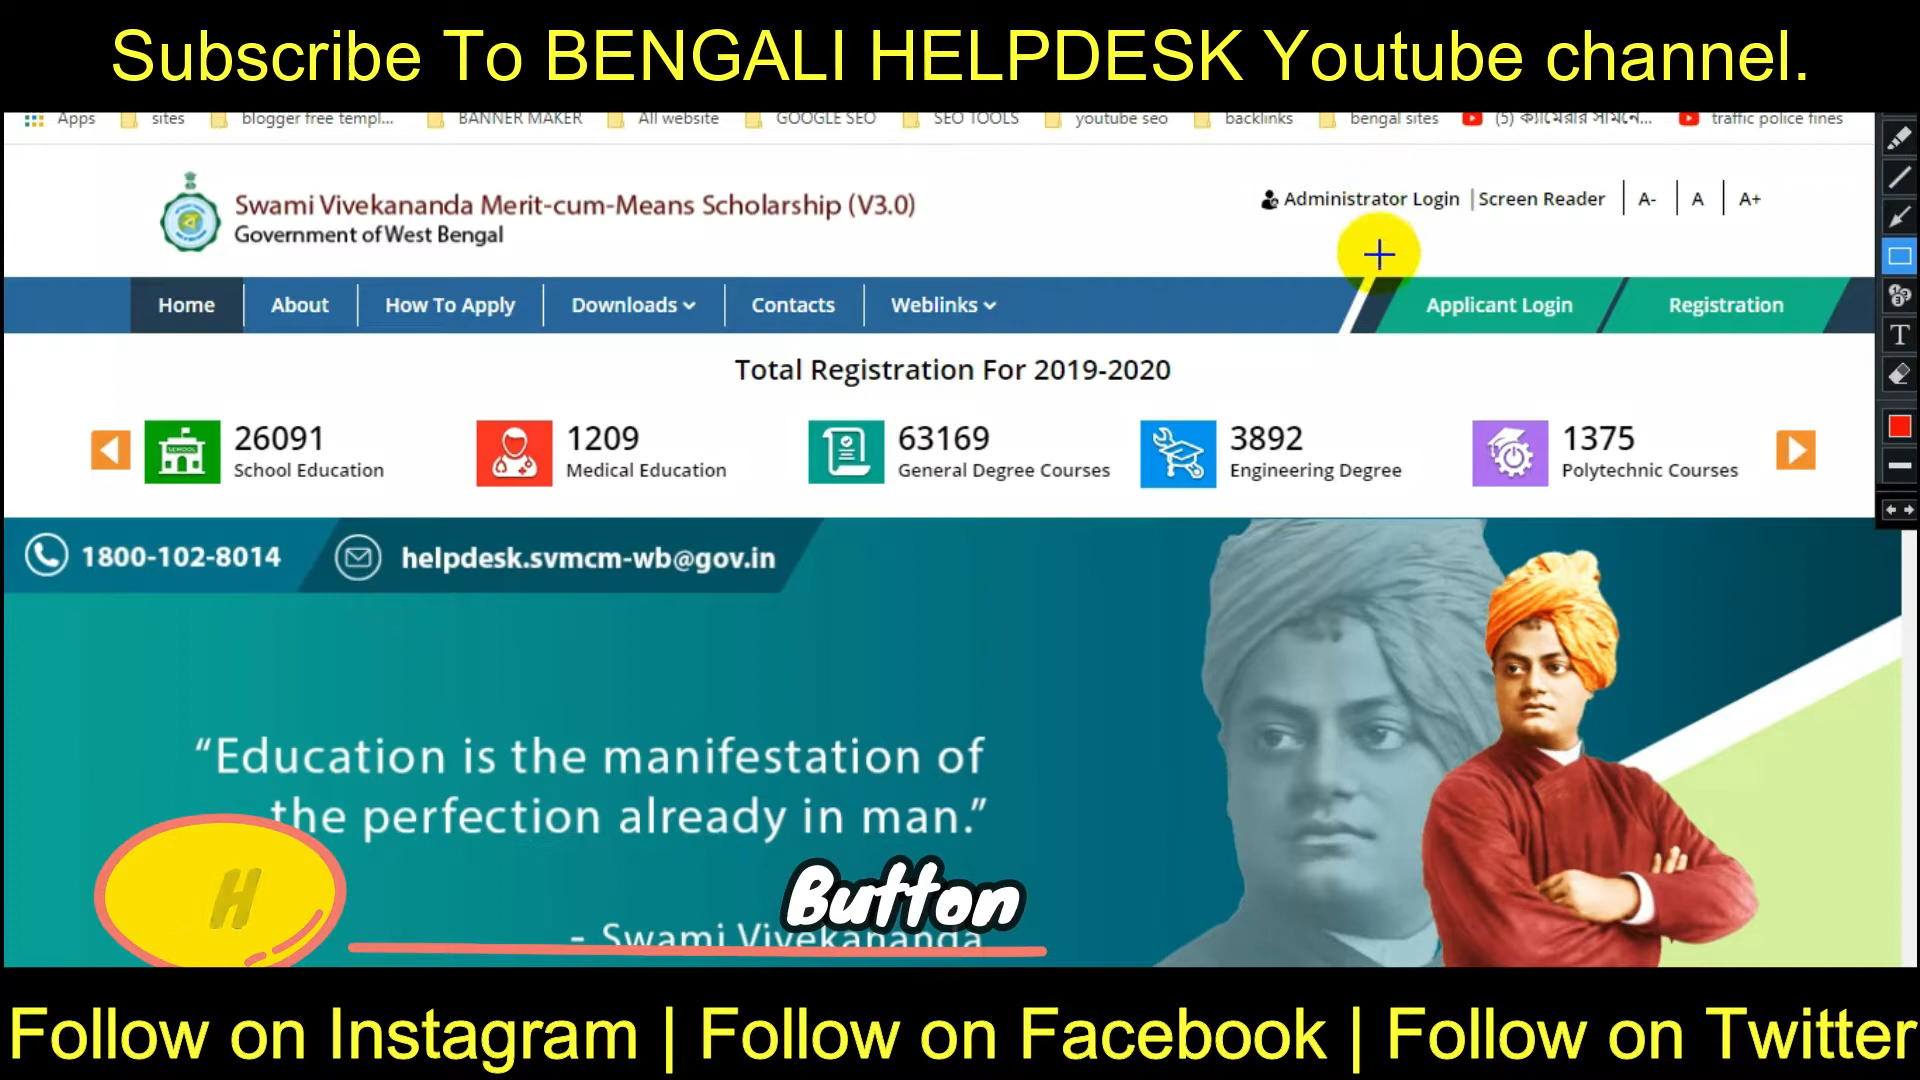 Subscribe To BENGALI HELPDESK Youtube channel.
Apps sites blogger free templ... BANNER MAKER All website GOOGLE SEO SEO TOOLS youtube seo backlinks bengal sites (5) ক্যামেরার সামনে... traffic police fines
Swami Vivekananda Merit-cum-Means Scholarship (V3.0)
Government of West Bengal
Administrator Login | Screen Reader | A- | A | A+
Home About How To Apply Downloads Contacts Weblinks Applicant Login Registration
Total Registration For 2019-2020
26091 1209 63169 3892 1375
School Education Medical Education General Degree Courses Engineering Degree Polytechnic Courses
SCHOOL
1800-102-8014 helpdesk.svmcm-wb@gov.in
“Education is the manifestation of
the perfection already in man.”
H
Button
- Swami Vivekananda
Follow on Instagram | Follow on Facebook | Follow on Twitter